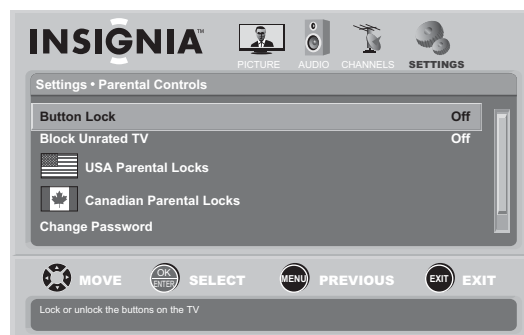 INSIGNIA™
PICTURE AUDIO CHANNELS SETTINGS
Settings • Parental Controls
Button Lock Off
Block Unrated TV Off
USA Parental Locks
Canadian Parental Locks
Change Password
MOVE OK ENTER SELECT MENU PREVIOUS EXIT EXIT
Lock or unlock the buttons on the TV